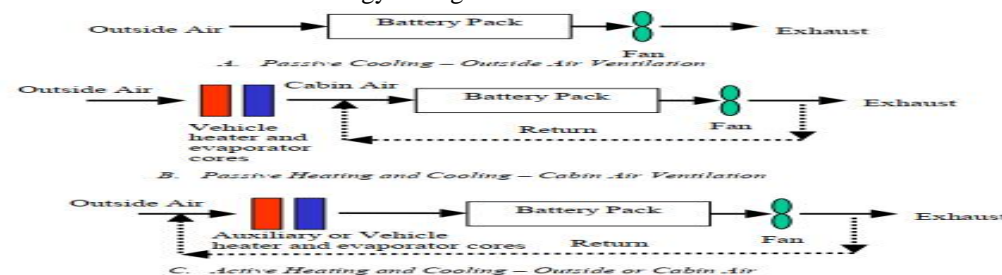 Battery Pack
Outside Air
Exhaust
Fan
A. Passive Cooling – Outside Air Ventilation
Outside Air
Cabin Air
Battery Pack
Exhaust
Vehicle
heater and
evaporator
cores
Return
Fan
B. Passive Heating and Cooling – Cabin Air Ventilation
Outside Air
Battery Pack
Exhaust
Auxiliary or Vehicle
heater and evaporator cores
Return
Fan
C. Active Heating and Cooling – Outside or Cabin Air